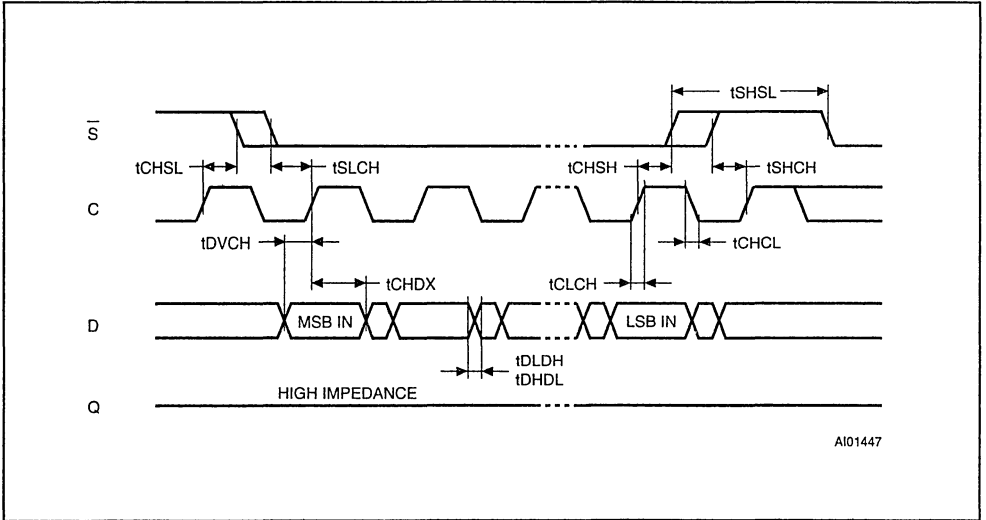 tSHSL
S̅
tCHSL
tSLCH
tCHSH
tSHCH
C
tDVCH
tCHCL
tCHDX
tCLCH
D
MSB IN
LSB IN
tDLDH
tDHDL
HIGH IMPEDANCE
Q
AI01447